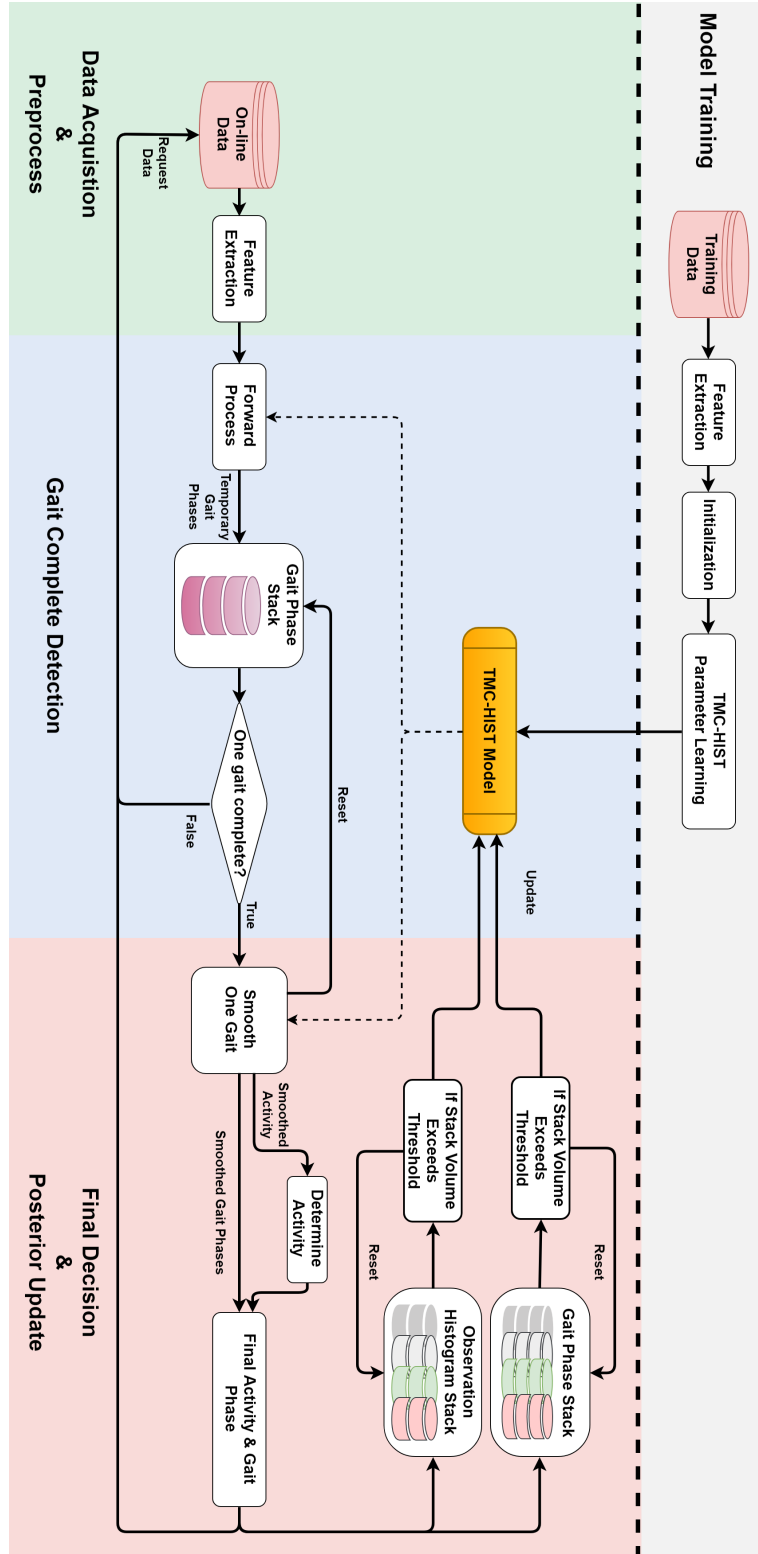 Model Training
Training
Data
Feature
Extraction
Initialization
TMC-HIST
Parameter Learning
Data Acquistion
&
Preprocess
On-line
Data
Request
Data
Feature
Extraction
Gait Complete Detection
Forward
Process
Temporary
Gait
Phases
Gait Phase
Stack
One gait complete?
False
True
Reset
TMC-HIST Model
Update
Final Decision
&
Posterior Update
Smooth
One Gait
Smoothed
Activity
Smoothed Gait Phases
Determine
Activity
Final Activity & Gait
Phase
If Stack Volume
Exceeds
Threshold
Reset
Gait Phase Stack
If Stack Volume
Exceeds
Threshold
Reset
Observation
Histogram Stack